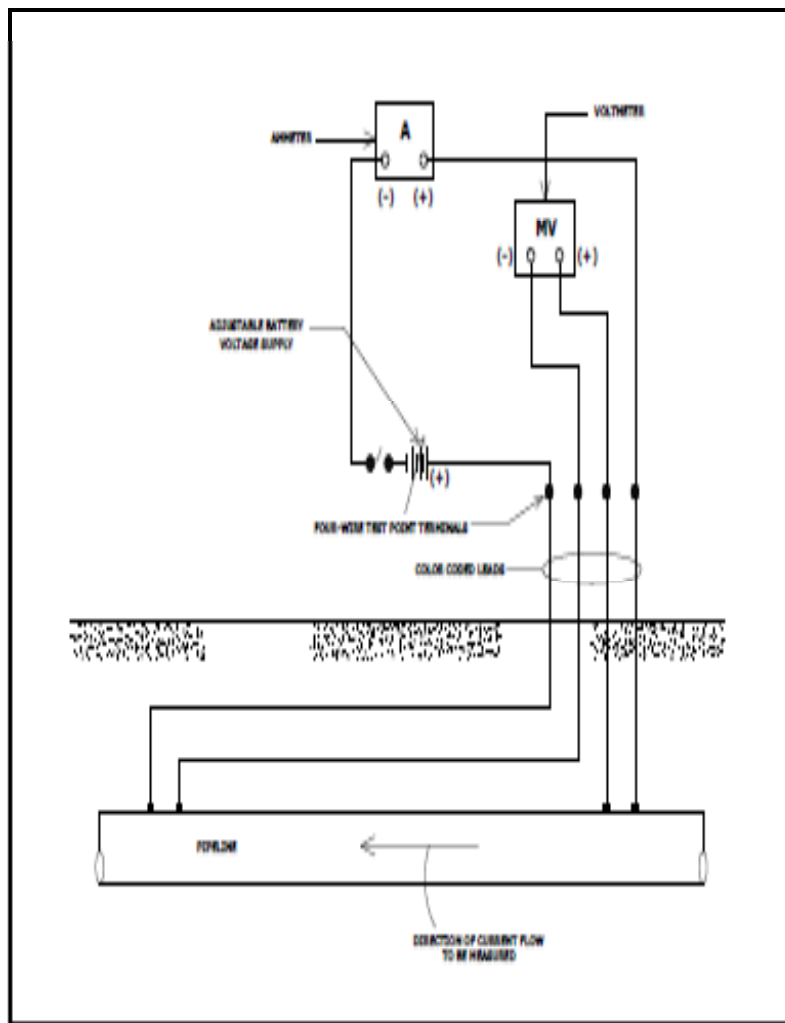 VOLTMETER
A
AMMETER
(-) (+)
MV
(-) (+)
ADJUSTABLE BATTERY
VOLTAGE SUPPLY
(+)
FOUR-WIRE TEST POINT TERMINALS
COLOR CODED LEADS
PIPELINE
DIRECTION OF CURRENT FLOW
TO BE MEASURED